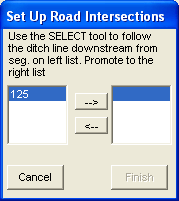 Set Up Road Intersections
Use the SELECT tool to follow
the ditch line downstream from
seg. on left list. Promote to the
right list
125
-->
<--
Cancel
Finish